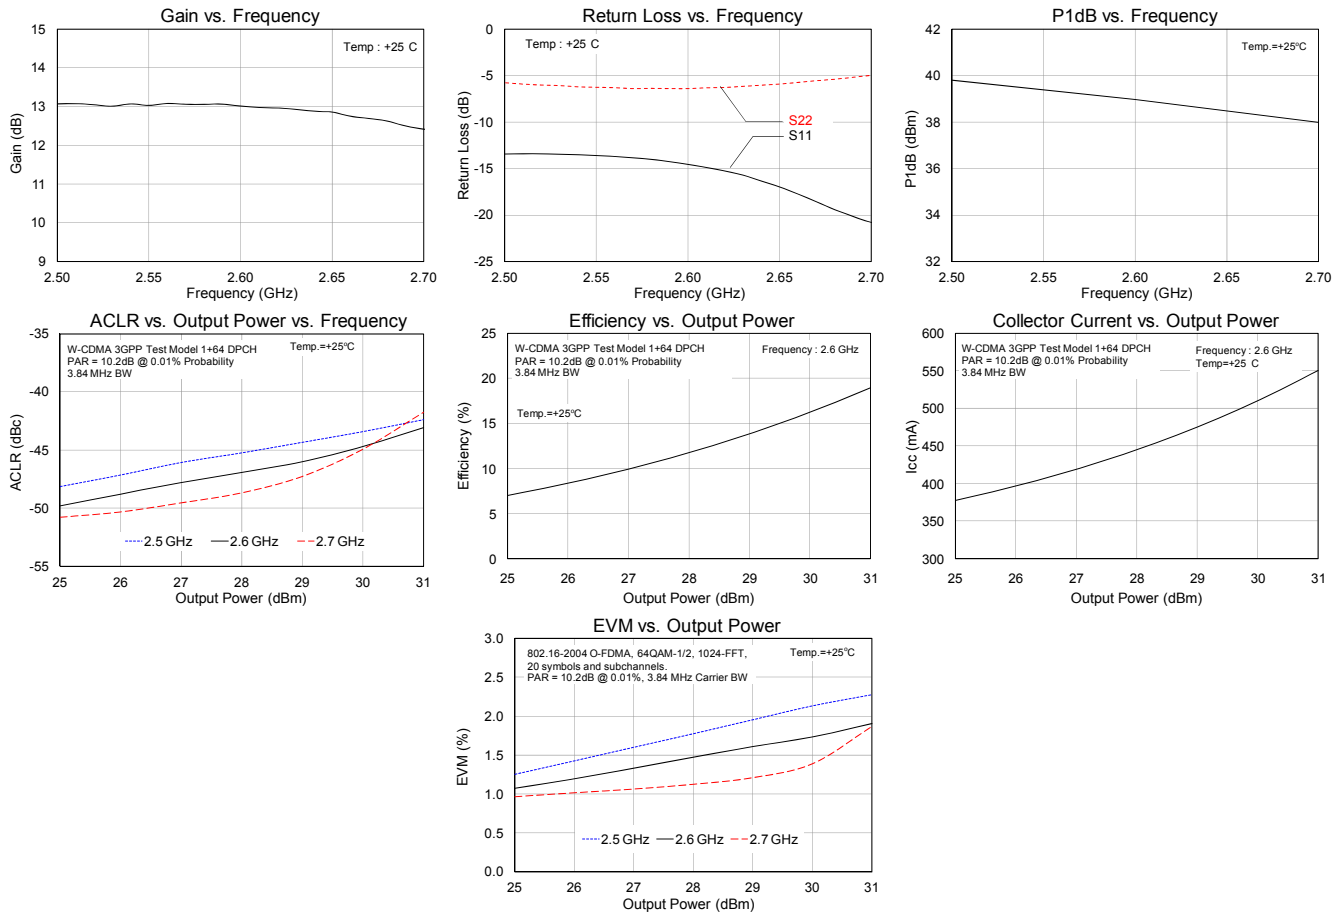 Gain vs. Frequency
15
14
13
12
11
10
9
Gain (dB)
Temp : +25 C
2.50
2.55
2.60
2.65
2.70
Frequency (GHz)
Return Loss vs. Frequency
0
-5
-10
-15
-20
-25
Return Loss (dB)
Temp : +25 C
S22
S11
2.50
2.55
2.60
2.65
2.70
Frequency (GHz)
P1dB vs. Frequency
42
40
38
36
34
32
P1dB (dBm)
Temp.=+25°C
2.50
2.55
2.60
2.65
2.70
Frequency (GHz)
ACLR vs. Output Power vs. Frequency
-35
-40
-45
-50
-55
ACLR (dBc)
W-CDMA 3GPP Test Model 1+64 DPCH
PAR = 10.2dB @ 0.01% Probability
3.84 MHz BW
Temp.=+25°C
2.5 GHz
2.6 GHz
2.7 GHz
25
26
27
28
29
30
31
Output Power (dBm)
Efficiency vs. Output Power
25
20
15
10
5
0
Efficiency (%)
W-CDMA 3GPP Test Model 1+64 DPCH
PAR = 10.2dB @ 0.01% Probability
3.84 MHz BW
Frequency : 2.6 GHz
Temp.=+25°C
25
26
27
28
29
30
31
Output Power (dBm)
Collector Current vs. Output Power
600
550
500
450
400
350
300
Icc (mA)
W-CDMA 3GPP Test Model 1+64 DPCH
PAR = 10.2dB @ 0.01% Probability
3.84 MHz BW
Frequency : 2.6 GHz
Temp=+25 C
25
26
27
28
29
30
31
Output Power (dBm)
EVM vs. Output Power
3.0
2.5
2.0
1.5
1.0
0.5
0.0
EVM (%)
802.16-2004 O-FDMA, 64QAM-1/2, 1024-FFT,
20 symbols and subchannels.
PAR = 10.2dB @ 0.01%, 3.84 MHz Carrier BW
Temp.=+25°C
2.5 GHz
2.6 GHz
2.7 GHz
25
26
27
28
29
30
31
Output Power (dBm)